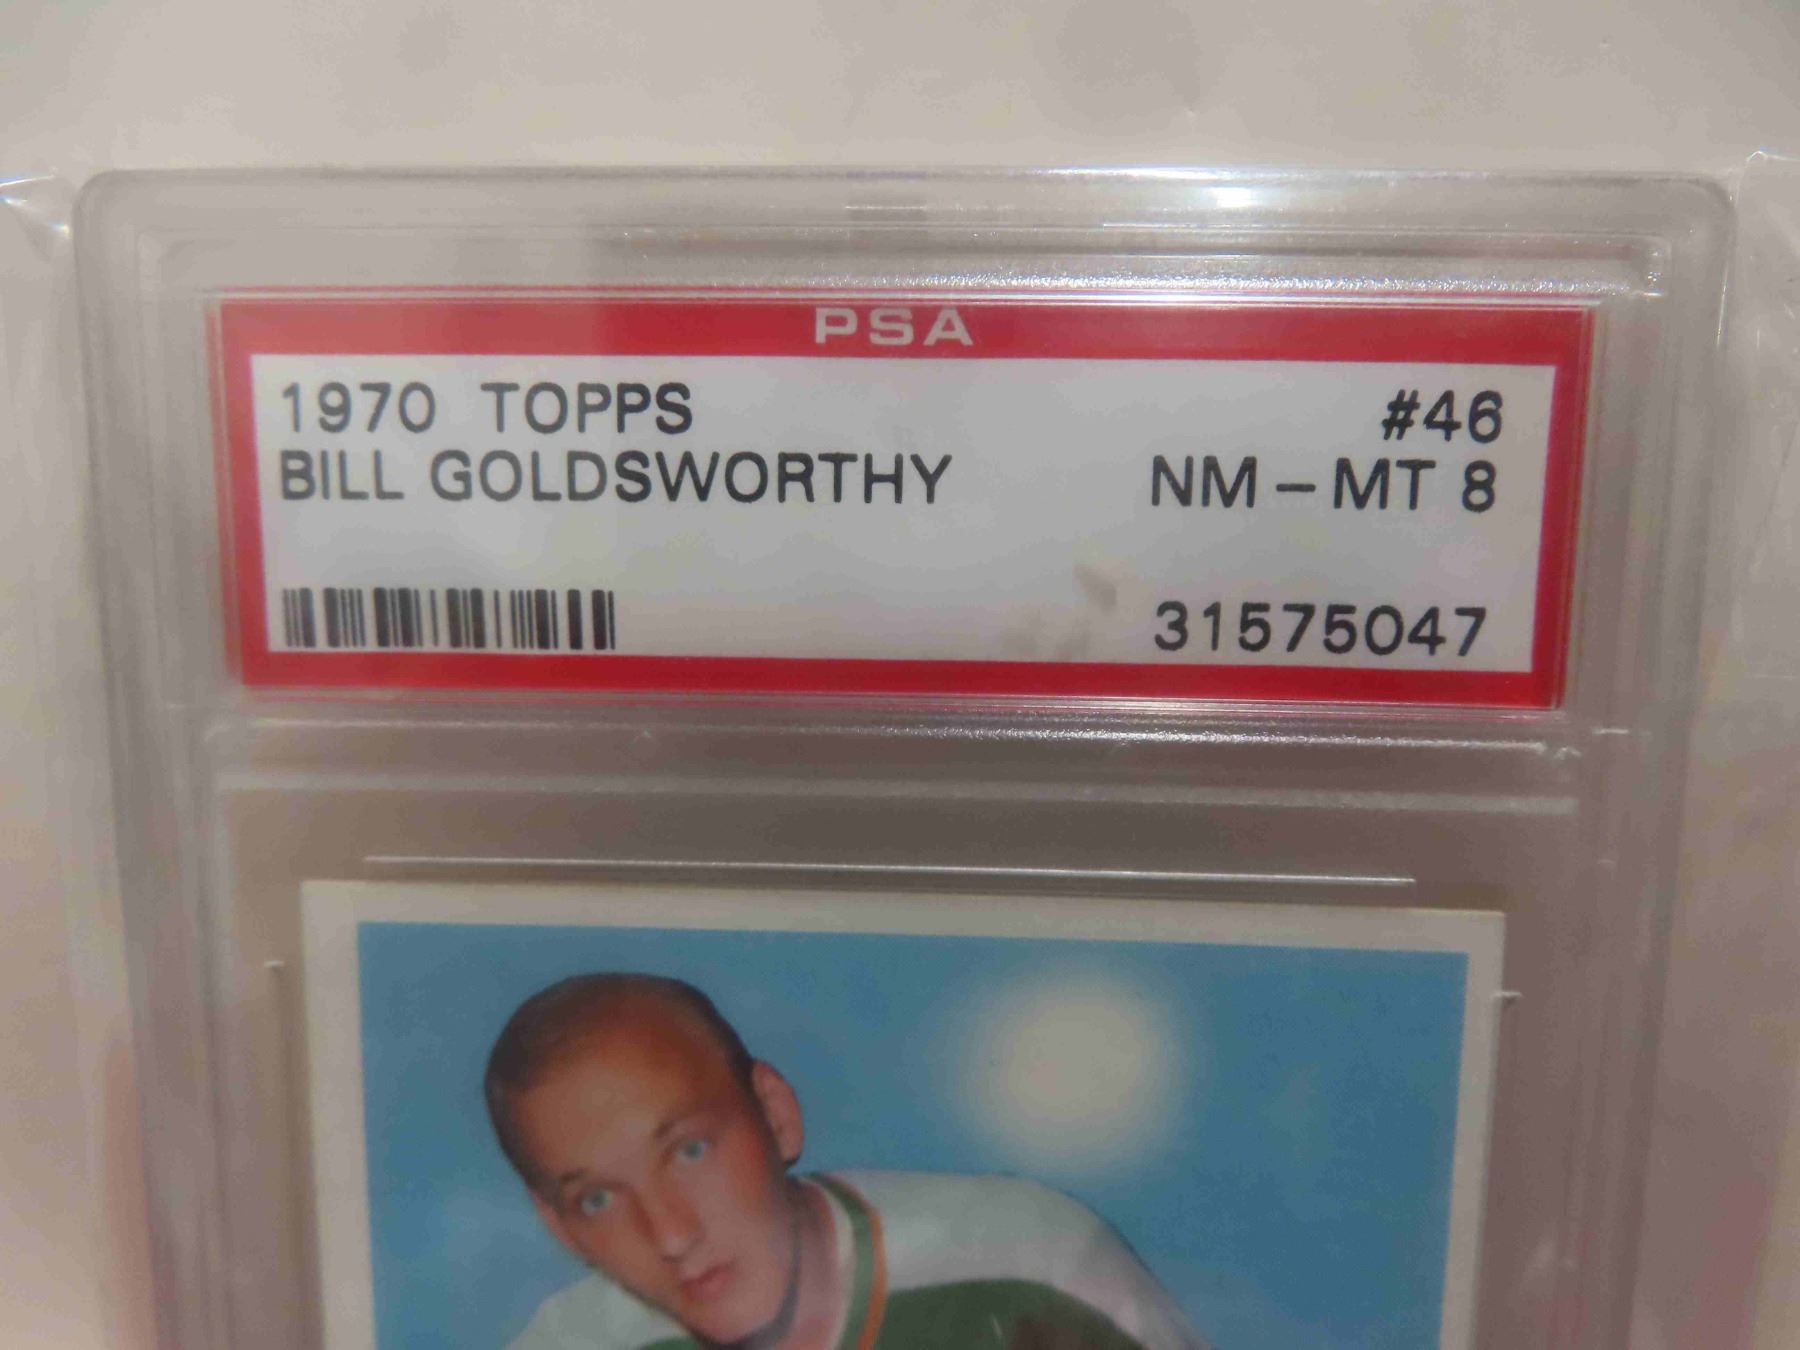 PSA
1970 TOPPS #46
BILL GOLDSWORTHY NM-MT 8
31575047